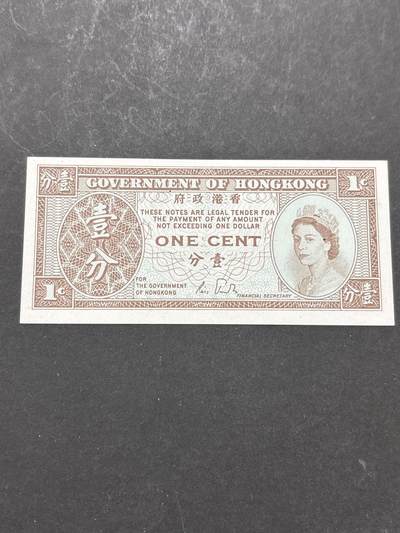 分壹 GOVERNMENT OF HONGKONG 1¢
府政港香
THESE NOTES ARE LEGAL TENDER FOR
THE PAYMENT OF ANY AMOUNT
NOT EXCEEDING ONE DOLLAR
壹分
ONE CENT
分壹
FOR
THE GOVERNMENT
OF HONGKONG
FINANCIAL SECRETARY
1¢ 分壹